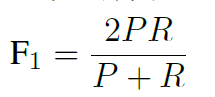 F₁ = 2PR / P + R